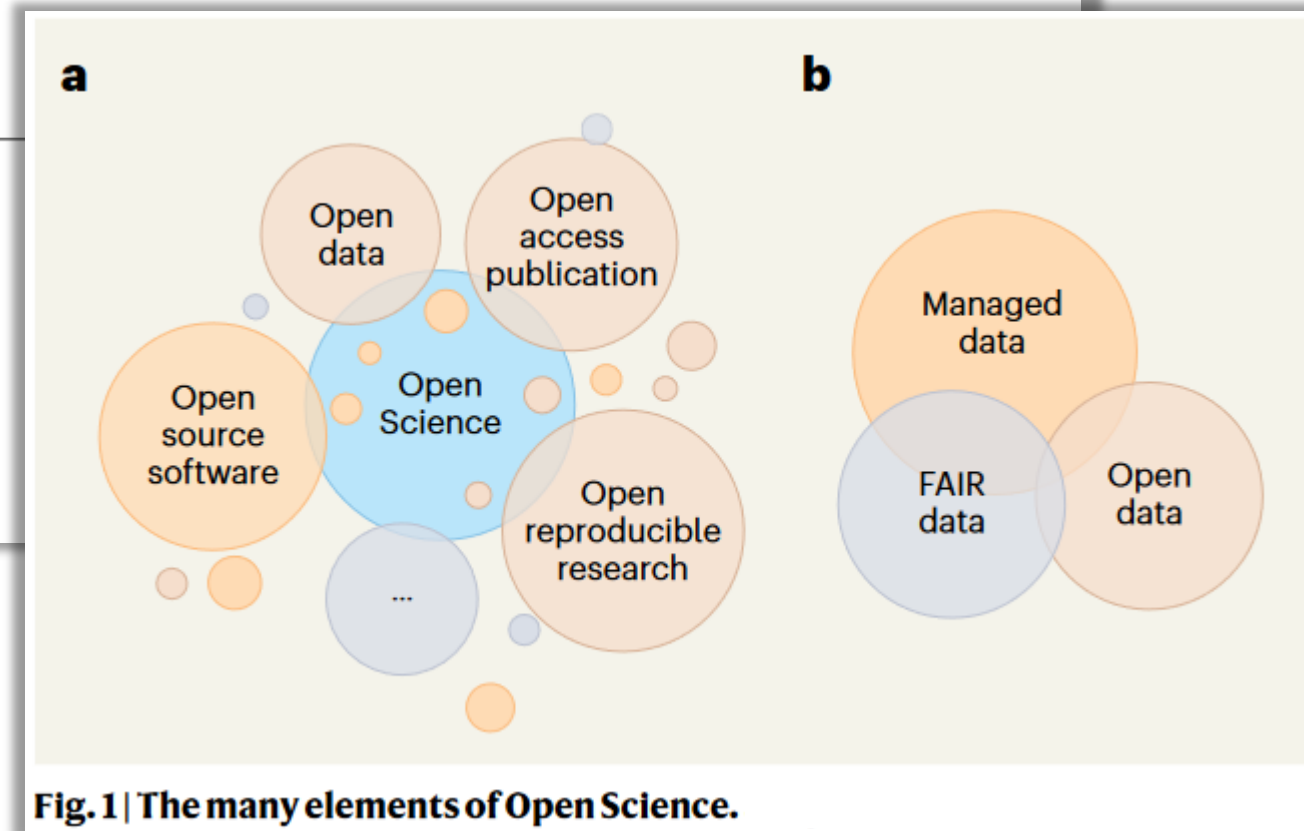 a
b
Open
data
Open
access
publication
Open
source
software
Open
Science
Open
reproducible
research
...
Managed
data
FAIR
data
Open
data
Fig. 1 | The many elements of Open Science.